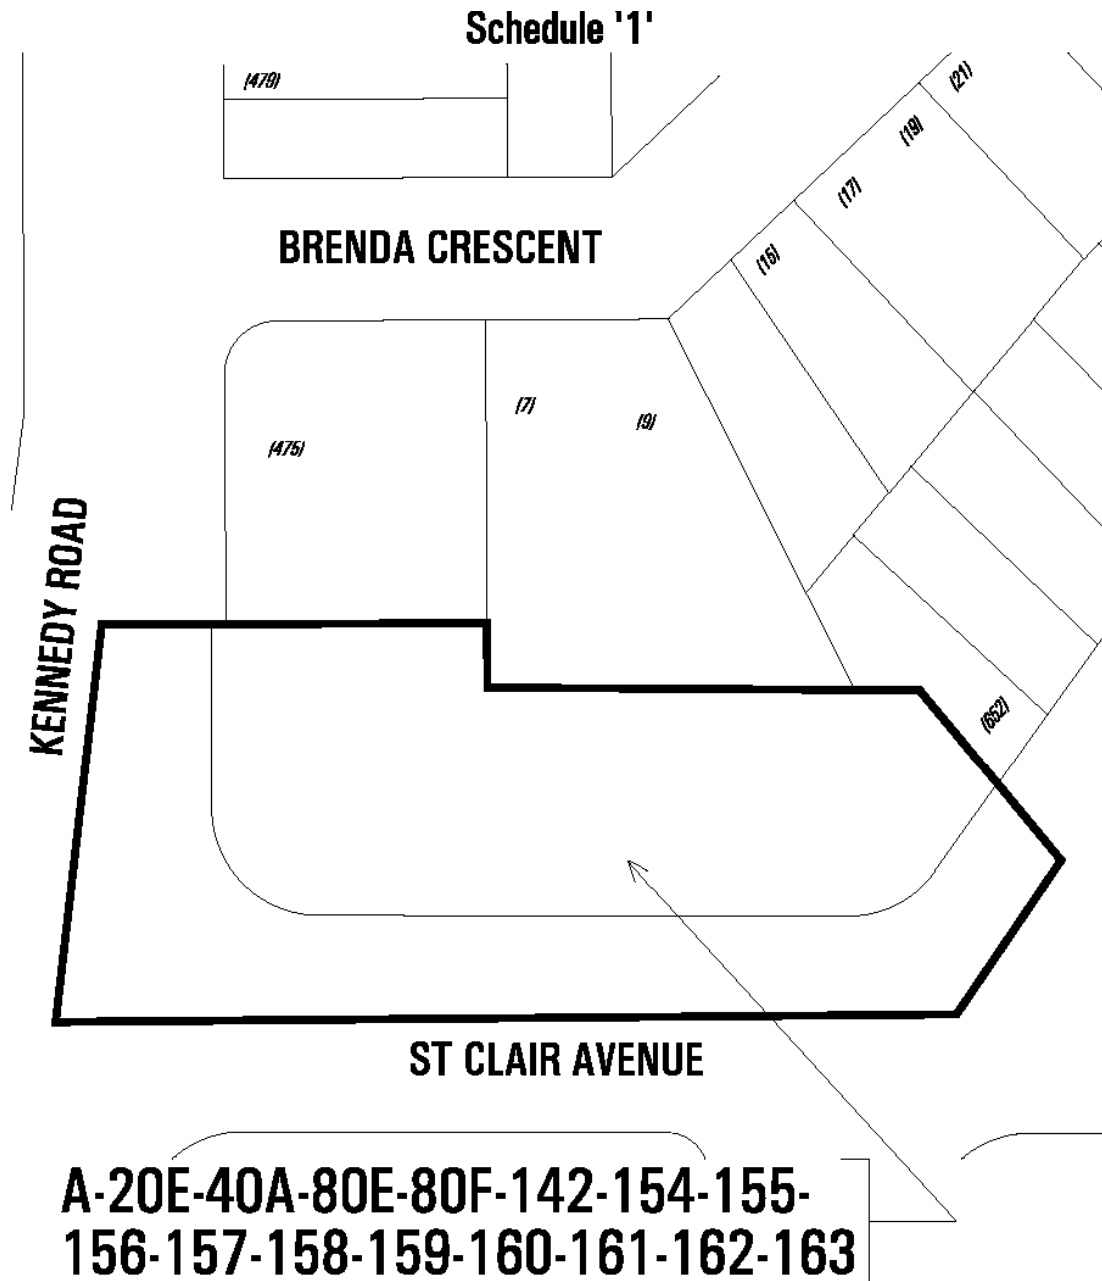 Schedule '1'
(479)
(21)
(19)
(17)
BRENDA CRESCENT
(15)
(7)
(9)
(475)
KENNEDY ROAD
(652)
ST CLAIR AVENUE
A-20E-40A-80E-80F-142-154-155-
156-157-158-159-160-161-162-163